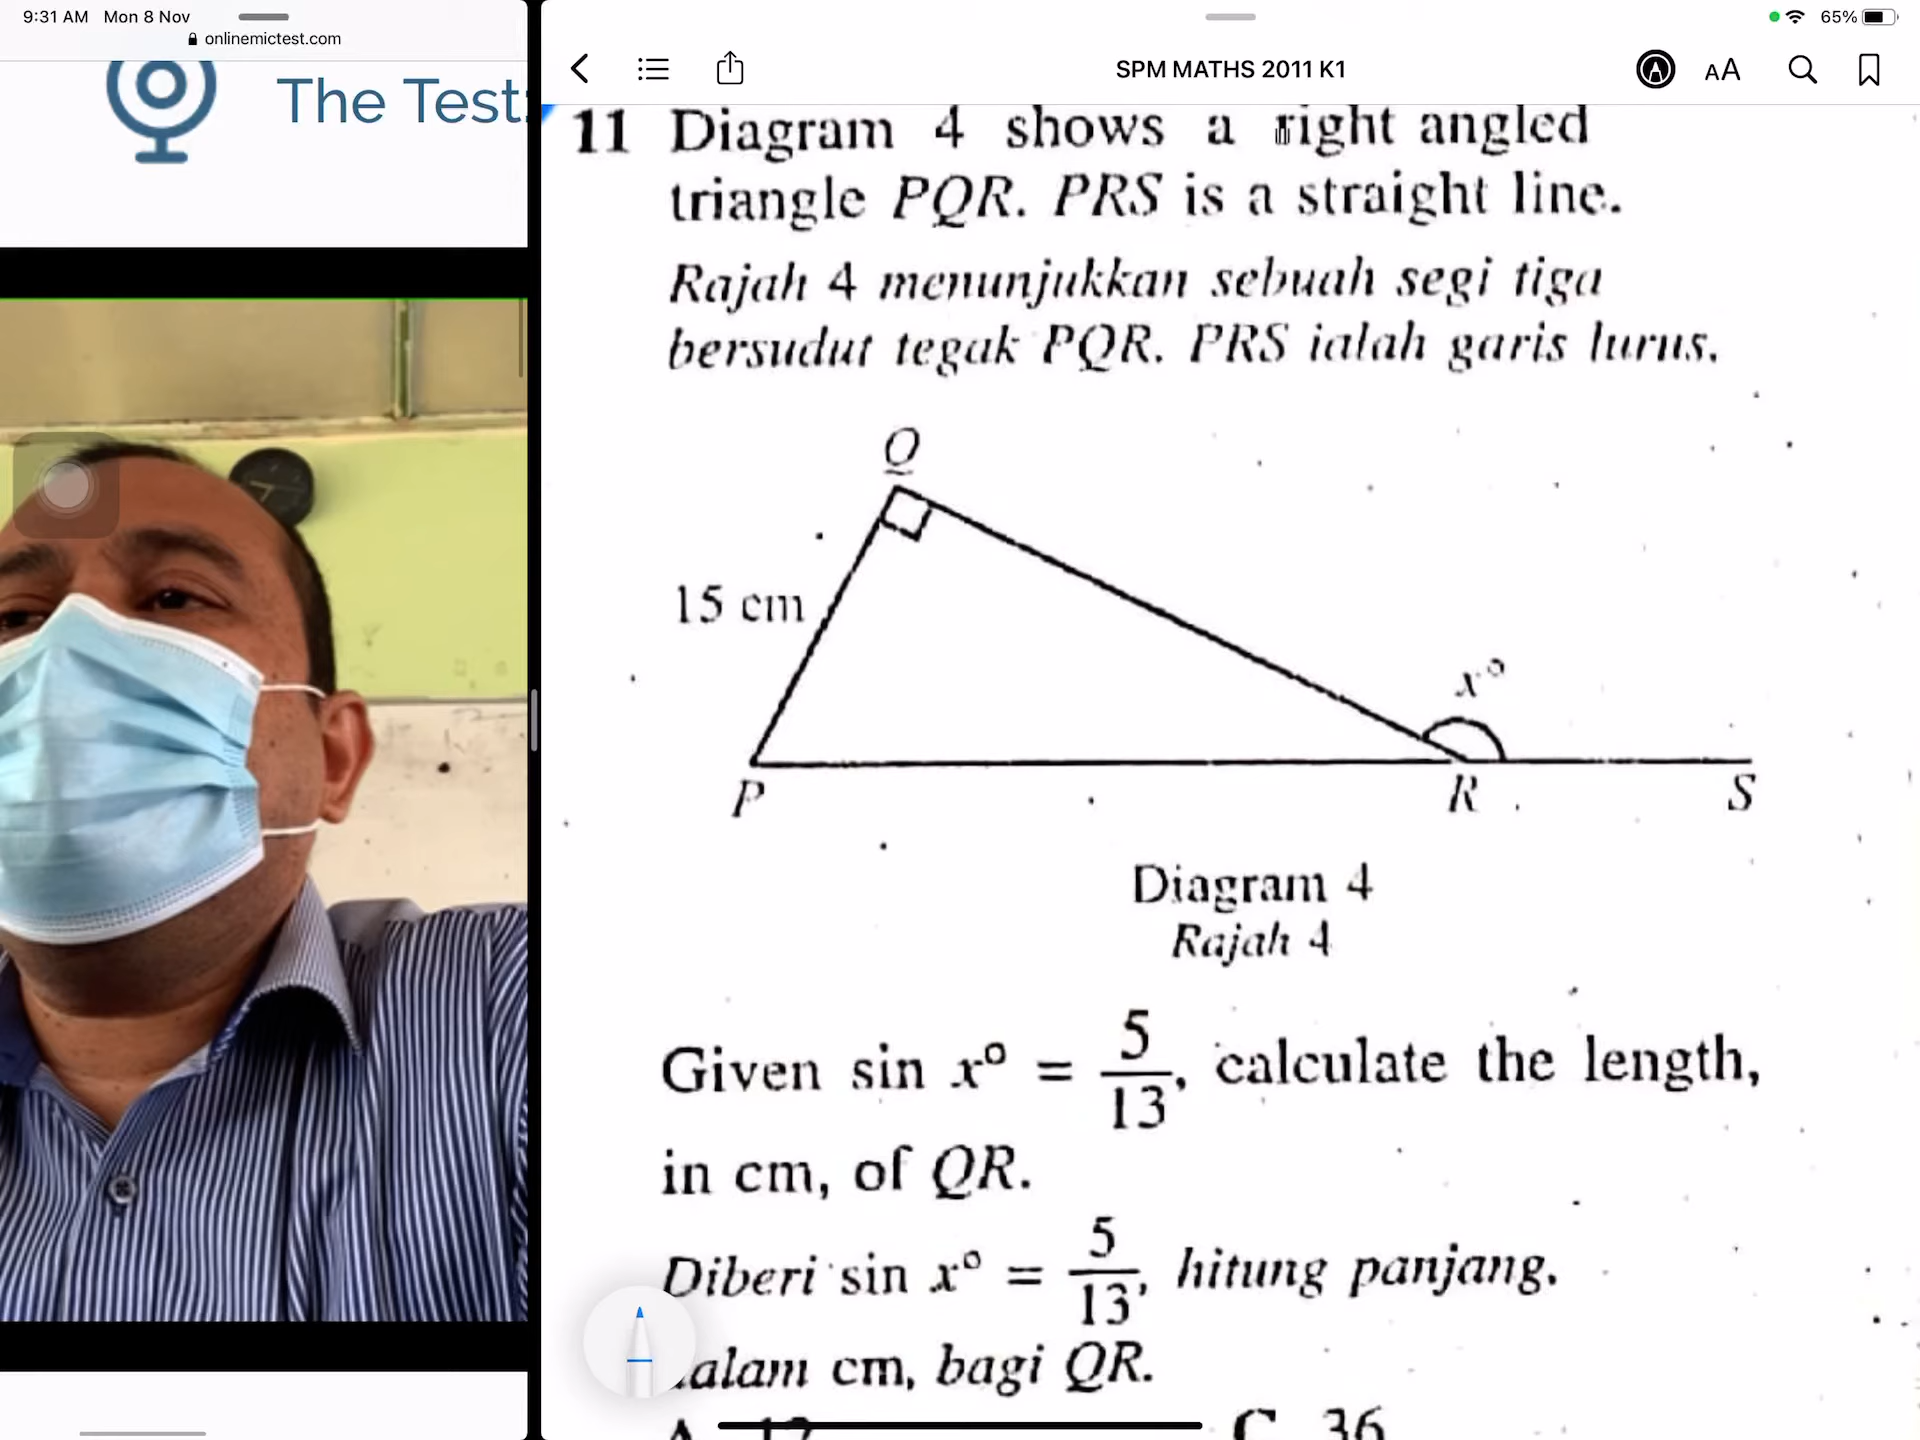 9:31 AM Mon 8 Nov
onlinemictest.com
The Test
65%
SPM MATHS 2011 K1
AA
11 Diagram 4 shows a right angled
triangle PQR. PRS is a straight line.
Rajah 4 menunjukkan sebuah segi tiga
bersudut tegak PQR. PRS ialah garis lurus.
Q
15 cm
x°
P
R
S
Diagram 4
Rajah 4
Given sin x° = 5/13, calculate the length,
in cm, of QR.
Diberi sin x° = 5/13, hitung panjang,
alam cm, bagi QR.
A
C 36